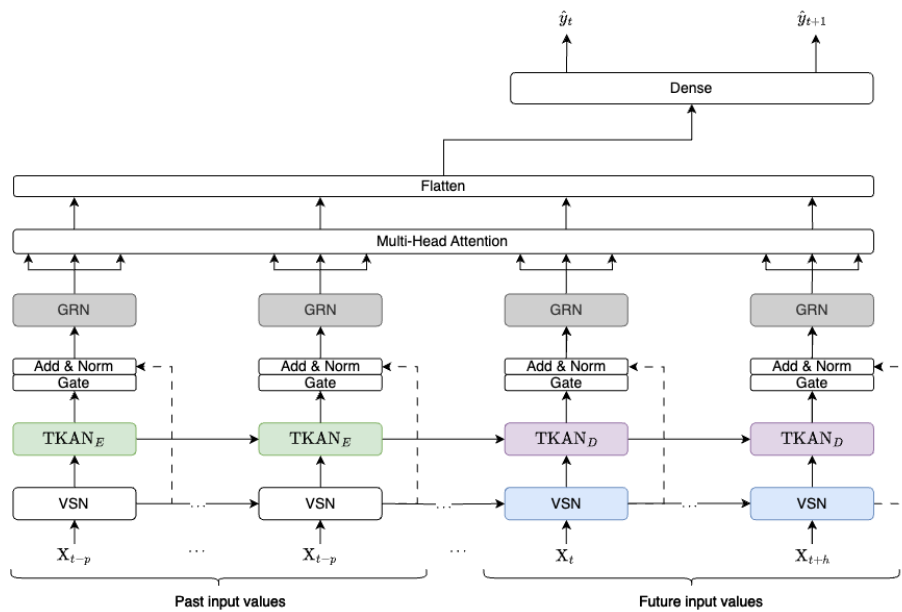 ŷₜ ŷₜ₊₁
Dense
Flatten
Multi-Head Attention
GRN GRN GRN GRN
Add & Norm Add & Norm Add & Norm Add & Norm
Gate Gate Gate Gate
TKAN_E TKAN_E TKAN_D TKAN_D
VSN ... VSN ... VSN ... VSN
X_{t-p} ... X_{t-p} ... X_t X_{t+h}
Past input values Future input values